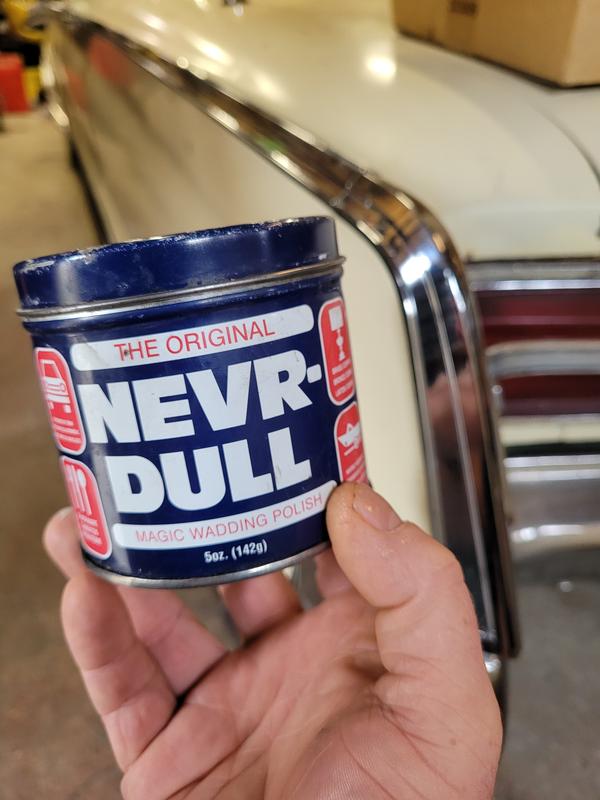 THE ORIGINAL
NEVR-
DULL
MAGIC WADDING POLISH
5oz. (142g)